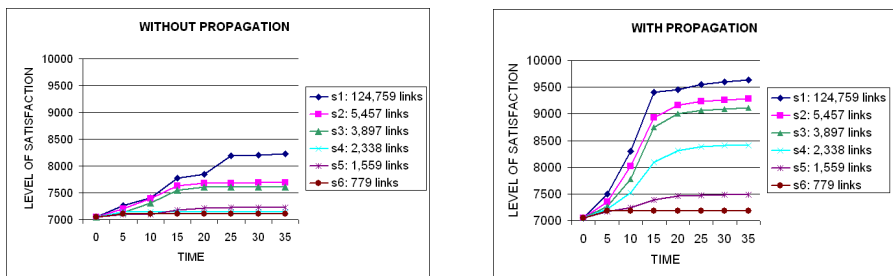 WITHOUT PROPAGATION
LEVEL OF SATISFACTION
10000
9500
9000
8500
8000
7500
7000
0 5 10 15 20 25 30 35
TIME
s1: 124,759 links
s2: 5,457 links
s3: 3,897 links
s4: 2,338 links
s5: 1,559 links
s6: 779 links
WITH PROPAGATION
LEVEL OF SATISFACTION
10000
9500
9000
8500
8000
7500
7000
0 5 10 15 20 25 30 35
TIME
s1: 124,759 links
s2: 5,457 links
s3: 3,897 links
s4: 2,338 links
s5: 1,559 links
s6: 779 links